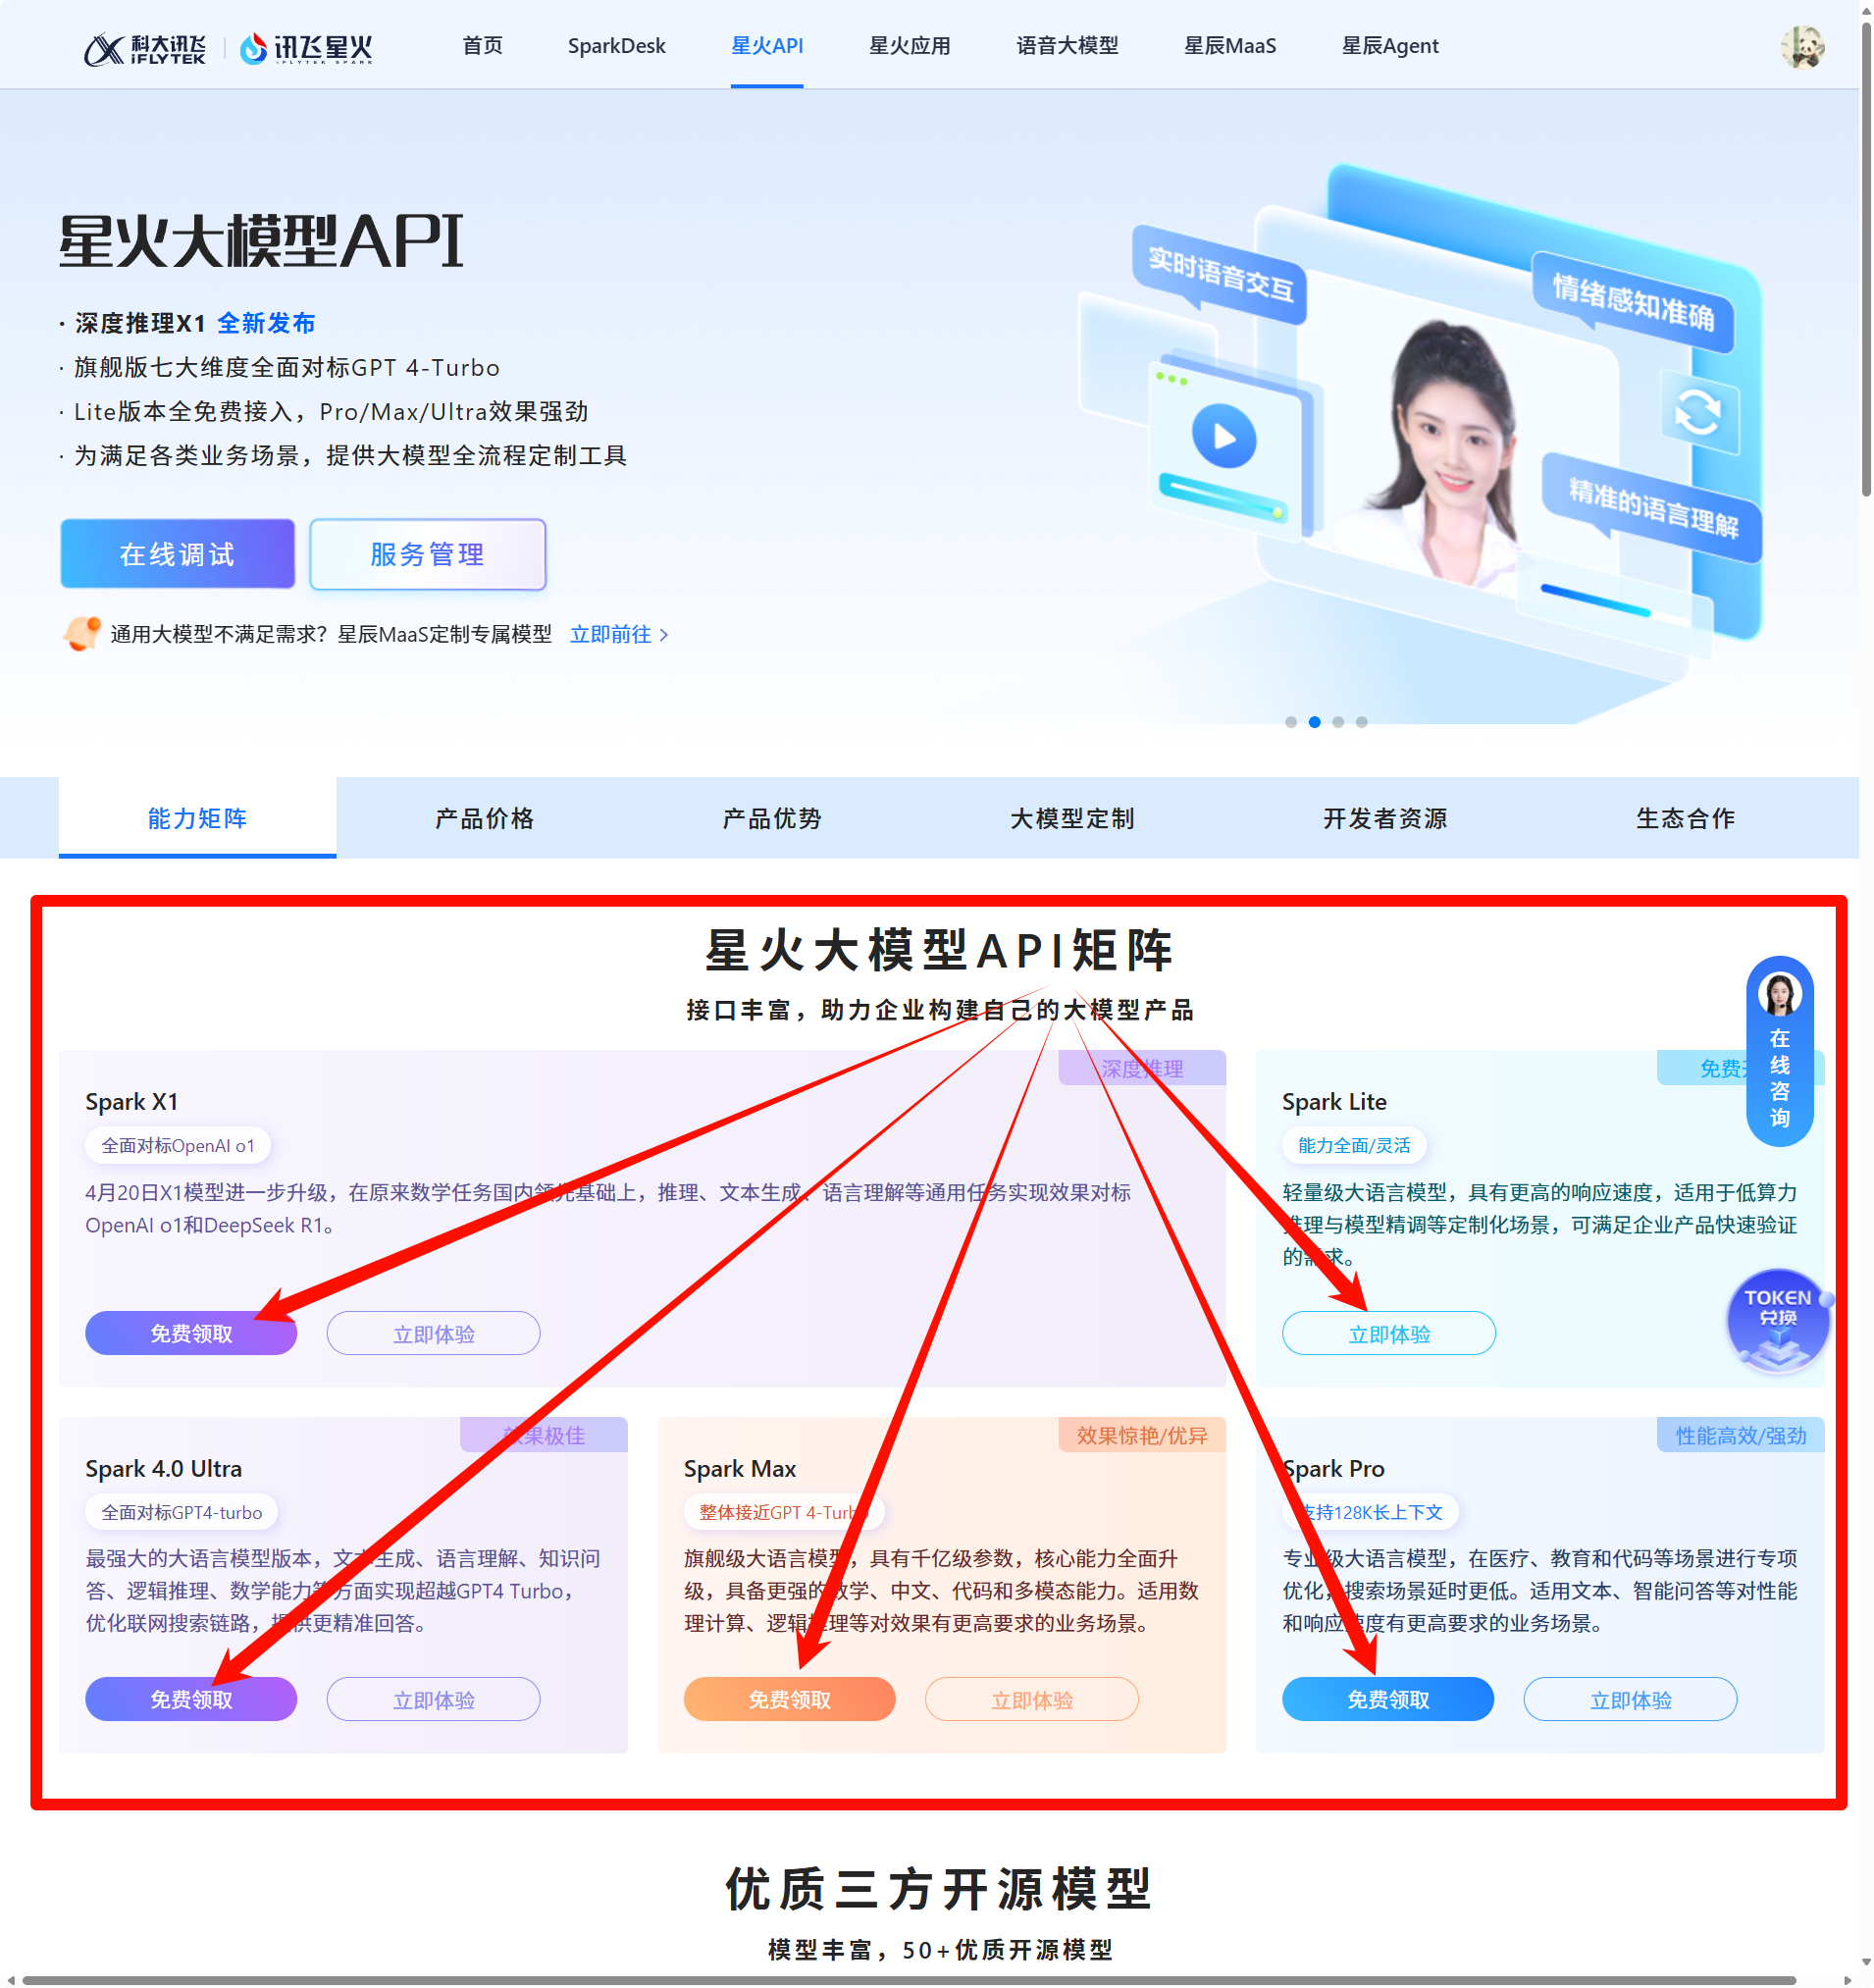 科大讯飞
iFLYTEK
讯飞星火
IFLYTEK SPARK
首页
SparkDesk
星火API
星火应用
语音大模型
星辰MaaS
星辰Agent
星火大模型API
· 深度推理X1 全新发布
· 旗舰版七大维度全面对标GPT 4-Turbo
· Lite版本全免费接入，Pro/Max/Ultra效果强劲
· 为满足各类业务场景，提供大模型全流程定制工具
在线调试
服务管理
通用大模型不满足需求？星辰MaaS定制专属模型 立即前往 >
实时语音交互
情绪感知准确
精准的语言理解
能力矩阵
产品价格
产品优势
大模型定制
开发者资源
生态合作
星火大模型API矩阵
接口丰富，助力企业构建自己的大模型产品
深度推理
Spark X1
全面对标OpenAI o1
4月20日X1模型进一步升级，在原来数学任务国内领先基础上，推理、文本生成、语言理解等通用任务实现效果对标
OpenAI o1和DeepSeek R1。
免费领取
立即体验
免费
Spark Lite
能力全面/灵活
轻量级大语言模型，具有更高的响应速度，适用于低算力
推理与模型精调等定制化场景，可满足企业产品快速验证
的需求。
立即体验
在线咨询
TOKEN
兑换
效果极佳
Spark 4.0 Ultra
全面对标GPT4-turbo
最强大的大语言模型版本，文本生成、语言理解、知识问
答、逻辑推理、数学能力等方面实现超越GPT4 Turbo，
优化联网搜索链路，提供更精准回答。
免费领取
立即体验
效果惊艳/优异
Spark Max
整体接近GPT 4-Turbo
旗舰级大语言模型，具有千亿级参数，核心能力全面升
级，具备更强的数学、中文、代码和多模态能力。适用数
理计算、逻辑推理等对效果有更高要求的业务场景。
免费领取
立即体验
性能高效/强劲
Spark Pro
支持128K长上下文
专业级大语言模型，在医疗、教育和代码等场景进行专项
优化，搜索场景延时更低。适用文本、智能问答等对性能
和响应速度有更高要求的业务场景。
免费领取
立即体验
优质三方开源模型
模型丰富，50+优质开源模型